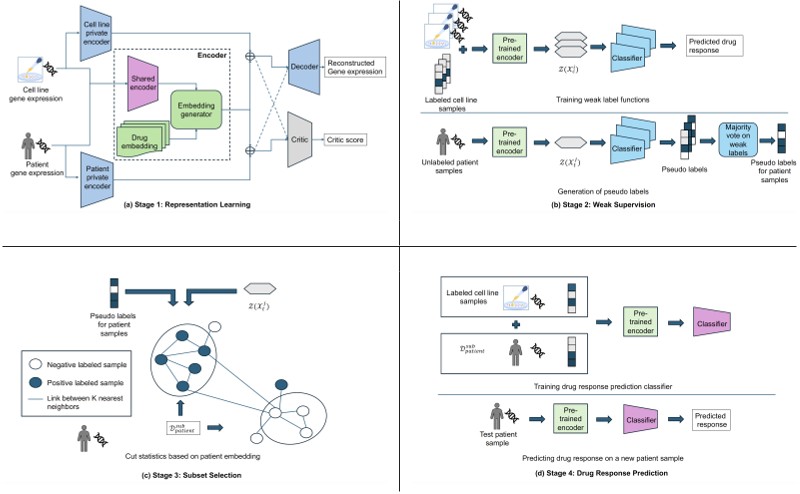 Cell line
private
encoder
Encoder
Cell line
gene expression
Shared
encoder
Embedding
generator
Drug
embedding
Decoder
Reconstructed
Gene expression
Critic
Critic score
Patient
gene expression
Patient
private
encoder
(a) Stage 1: Representation Learning
Labeled cell line
samples
Pre-
trained
encoder
Classifier
Predicted drug
response
Training weak label functions
Unlabeled patient
samples
Pre-
trained
encoder
Classifier
Pseudo labels
Majority
vote on
weak
labels
Pseudo labels
for patient
samples
Generation of pseudo labels
(b) Stage 2: Weak Supervision
Pseudo labels
for patient
samples
Negative labeled sample
Positive labeled sample
Link between K nearest
neighbors
Cut statistics based on patient embedding
(c) Stage 3: Subset Selection
Labeled cell line
samples
Pre-
trained
encoder
Classifier
Training drug response prediction classifier
Test patient
sample
Pre-
trained
encoder
Classifier
Predicted
response
Predicting drug response on a new patient sample
(d) Stage 4: Drug Response Prediction